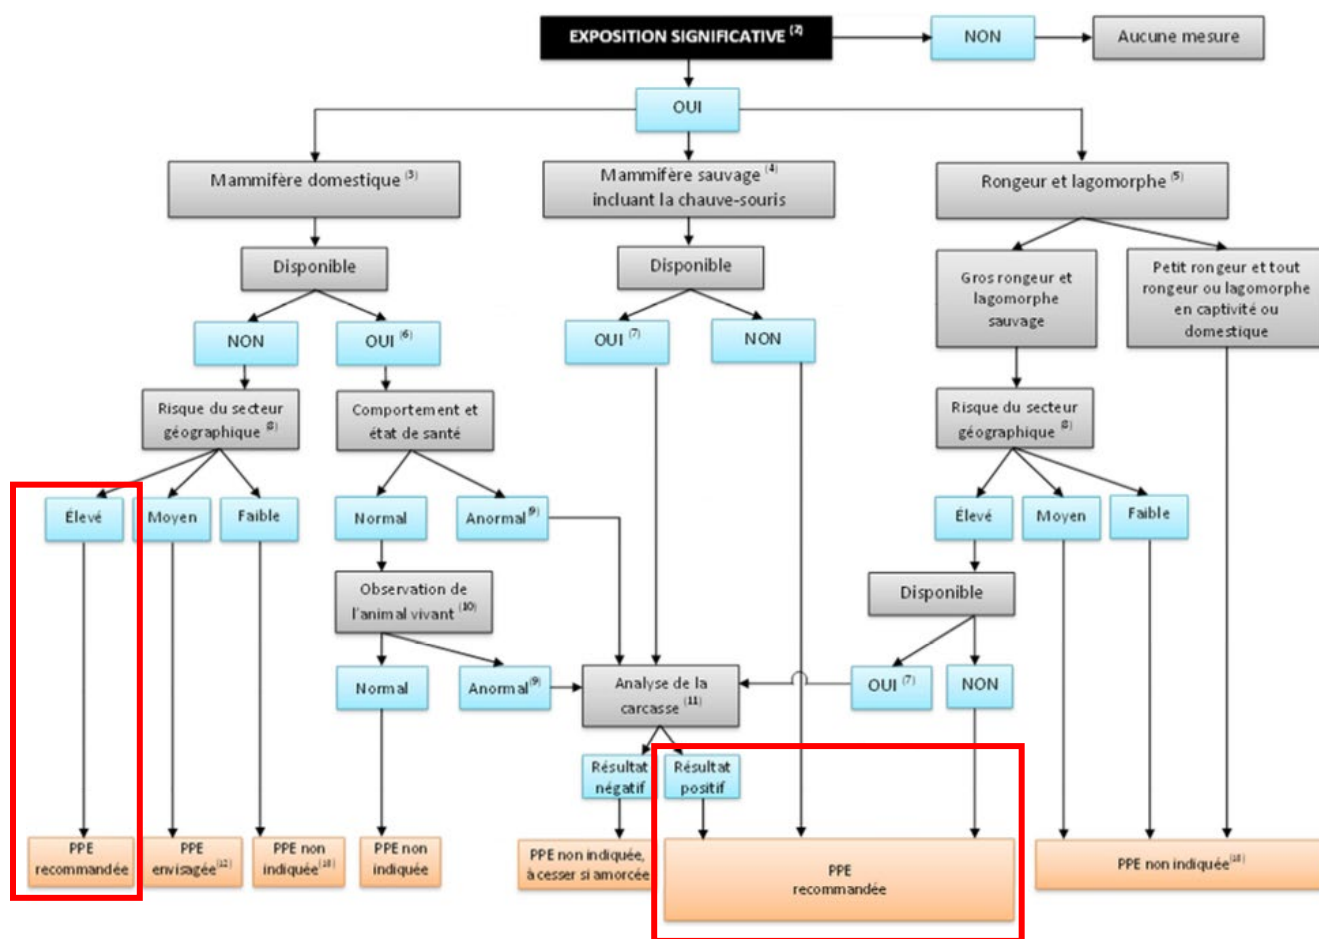 EXPOSITION SIGNIFICATIVE (2)
NON
Aucune mesure
OUI
Mammifère domestique (3)
Mammifère sauvage (4)
incluant la chauve-souris
Rongeur et lagomorphe (5)
Disponible
Disponible
Gros rongeur et
lagomorphe
sauvage
Petit rongeur et tout
rongeur ou lagomorphe
en captivité ou
domestique
NON
OUI (6)
OUI (7)
NON
Risque du secteur
géographique (8)
Comportement et
état de santé
Risque du secteur
géographique (8)
Élevé
Moyen
Faible
Normal
Anormal (9)
Élevé
Moyen
Faible
Observation de
l'animal vivant (10)
Disponible
Normal
Anormal (9)
Analyse de la
carcasse (11)
OUI (7)
NON
Résultat
négatif
Résultat
positif
PPE
recommandée
PPE
envisagée (12)
PPE non
indiquée
PPE non
indiquée
PPE non indiquée,
à cesser si amorcée
PPE
recommandée
PPE non indiquée